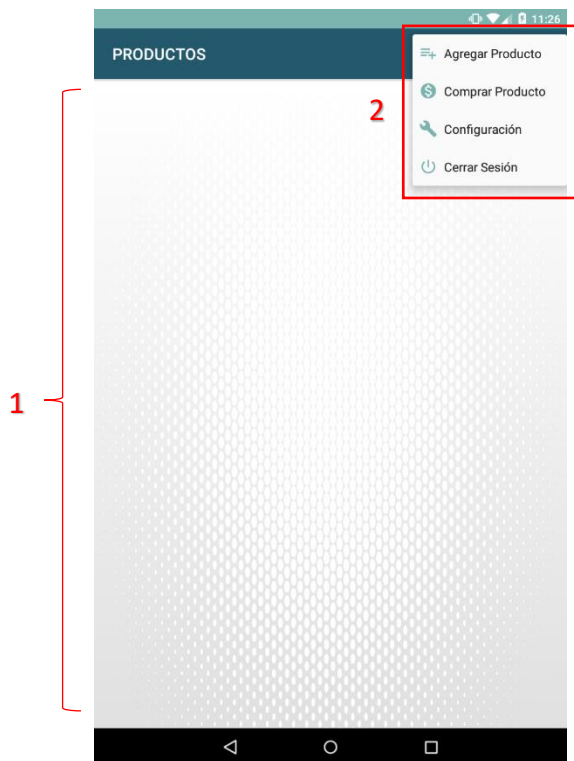 11:26
PRODUCTOS
Agregar Producto
2
Comprar Producto
Configuración
Cerrar Sesión
1